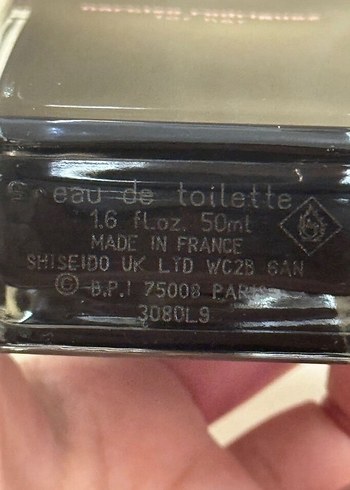 eau de toilette
1.6 fl.oz. 50ml
MADE IN FRANCE
SHISEIDO UK LTD WC2B 6AN
© B.P.I 75008 PARIS
3080L9